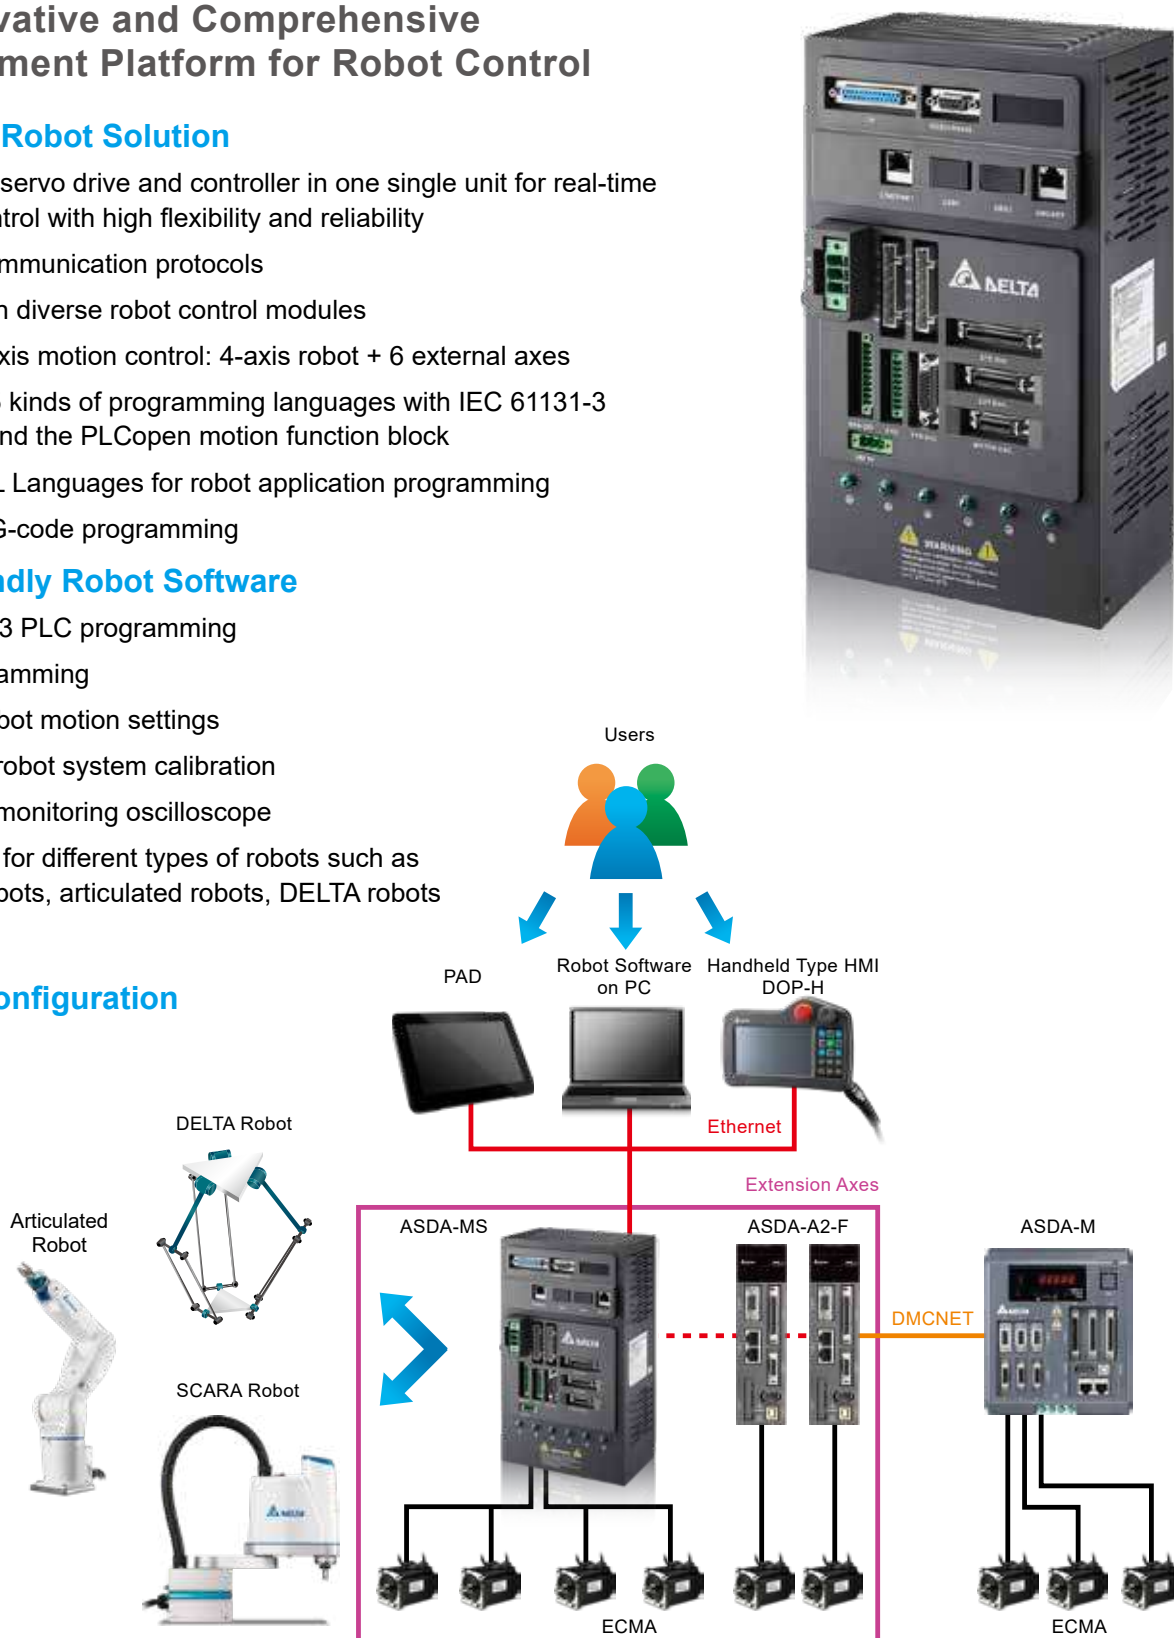 vative and Comprehensive
ment Platform for Robot Control
Robot Solution
servo drive and controller in one single unit for real-time
ntrol with high flexibility and reliability
mmunication protocols
n diverse robot control modules
xis motion control: 4-axis robot + 6 external axes
kinds of programming languages with IEC 61131-3
nd the PLCopen motion function block
L Languages for robot application programming
G-code programming
ndly Robot Software
3 PLC programming
amming
bot motion settings
robot system calibration
monitoring oscilloscope
for different types of robots such as
bots, articulated robots, DELTA robots
onfiguration
DELTA
WARNING
Users
PAD
Robot Software
on PC
Handheld Type HMI
DOP-H
Ethernet
DELTA Robot
Articulated
Robot
SCARA Robot
DELTA
Extension Axes
ASDA-MS
ASDA-A2-F
ASDA-M
DELTA
DMCNET
ECMA
ECMA